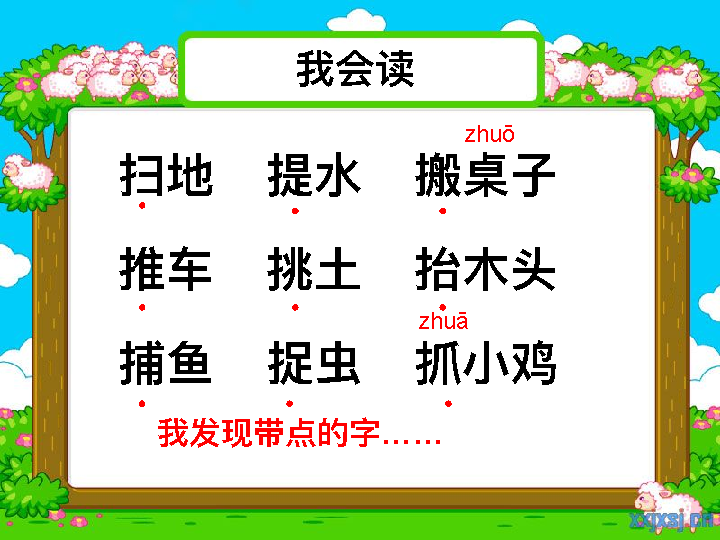 我会读
zhuō
扫地 提水 搬桌子
推车 挑土 抬木头
zhuā
捕鱼 捉虫 抓小鸡
我发现带点的字……
xxjxsj.cn